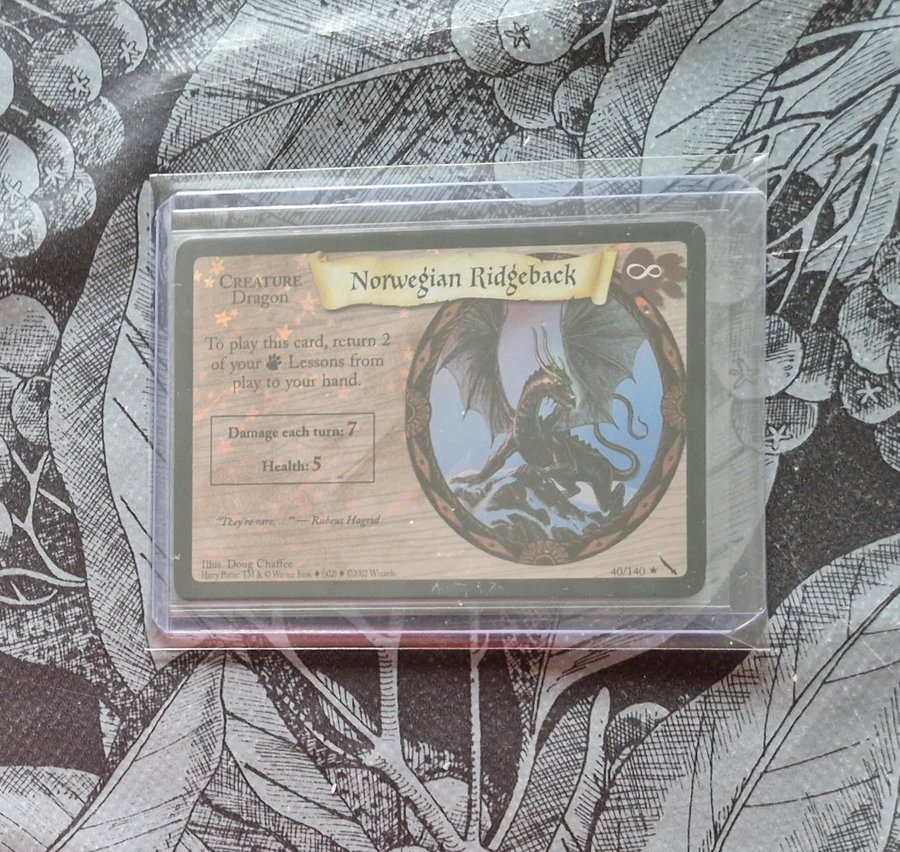 Norwegian Ridgeback
8
CREATURE
Dragon
To play this card, return 2
of your Lessons from
play to your hand.
Damage each turn: 7
Health: 5
"They're rare, ..." — Rubeus Hagrid
Illus. Doug Chaffee
Harry Potter TM & © Warner Bros. ♦ (s02) ♦ ©2002 Wizards.
40/140 ★